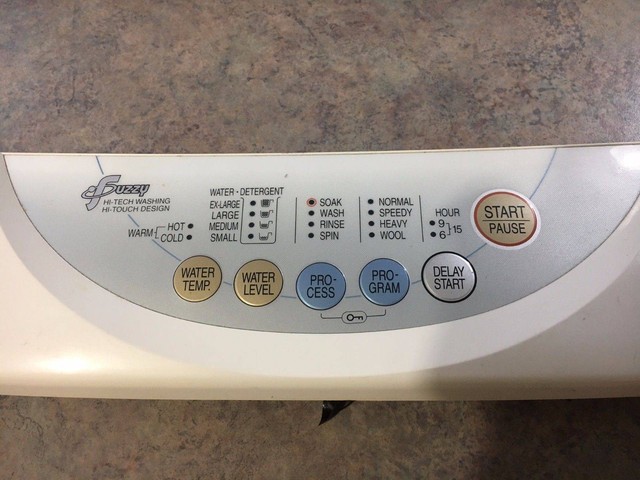 Fuzzy
HI-TECH WASHING
HI-TOUCH DESIGN
WARM
HOT
COLD
WATER · DETERGENT
EX-LARGE
LARGE
MEDIUM
SMALL
SOAK
WASH
RINSE
SPIN
NORMAL
SPEEDY
HEAVY
WOOL
HOUR
9
6
15
START
PAUSE
WATER
TEMP.
WATER
LEVEL
PRO-
CESS
PRO-
GRAM
DELAY
START